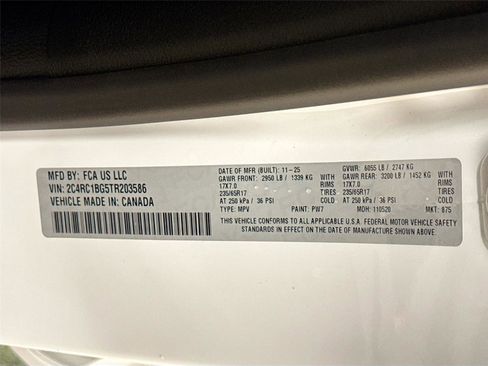 MFD BY: FCA US LLC
VIN: 2C4RC1BG5TR203586
VEHICLE MADE IN: CANADA
DATE OF MFR (BUILT): 11-25 GVWR: 6055 LB / 2747 KG
GAWR FRONT: 2950 LB / 1339 KG GAWR REAR: 3200 LB / 1452 KG
17X7.0 RIMS 17X7.0 RIMS
235/65R17 TIRES 235/65R17 TIRES
AT 250 kPa / 36 PSI COLD AT 250 kPa / 36 PSI COLD
TYPE: MPV PAINT: PW7 MDH: 110520 MKT: 875
THIS VEHICLE CONFORMS TO ALL APPLICABLE U.S.A. FEDERAL MOTOR VEHICLE SAFETY
STANDARDS IN EFFECT ON THE DATE OF MANUFACTURE SHOWN ABOVE.